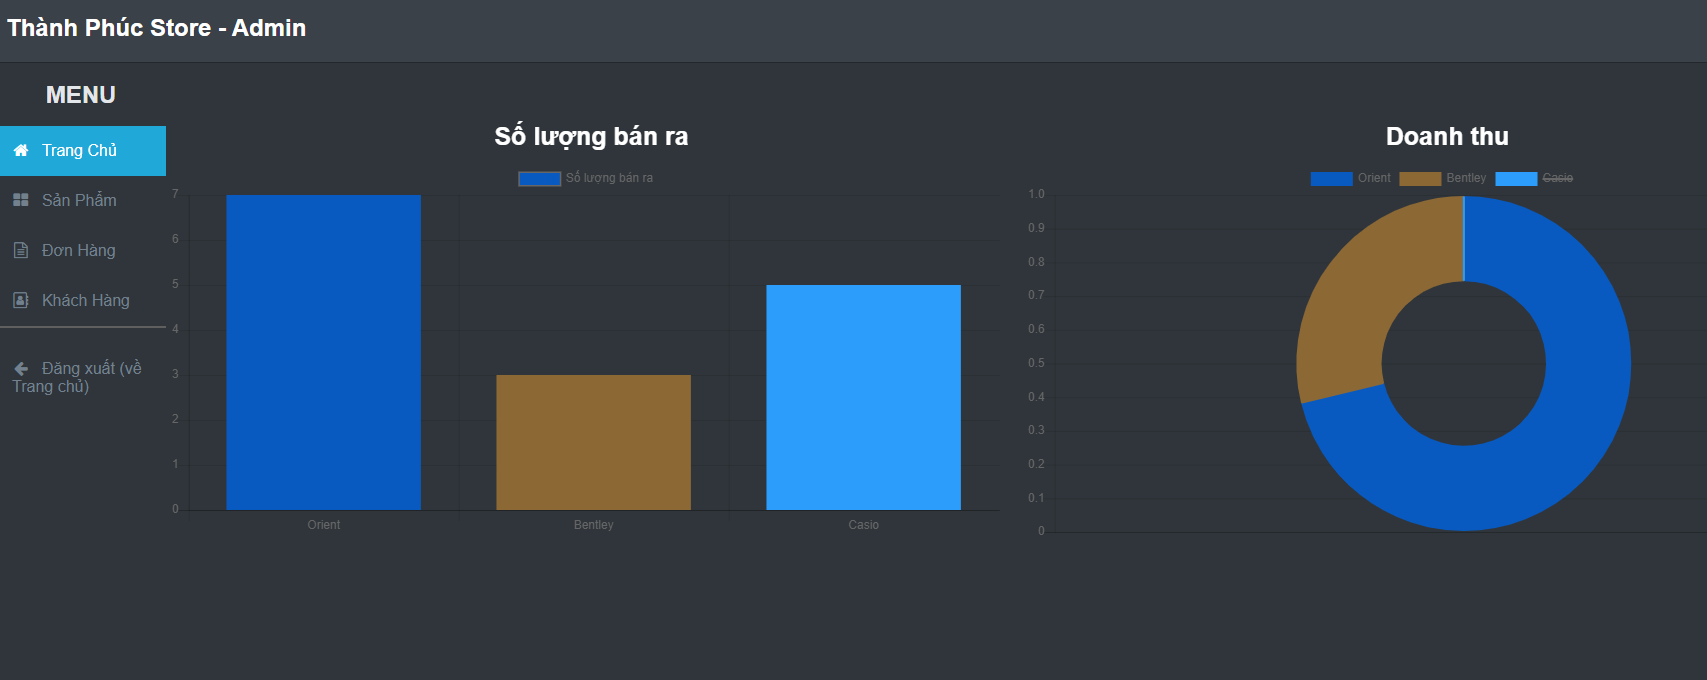 Thành Phúc Store - Admin
MENU
Trang Chủ
Sản Phẩm
Đơn Hàng
Khách Hàng
Đăng xuất (về
Trang chủ)
Số lượng bán ra
Số lượng bán ra
7
6
5
4
3
2
1
0
Orient Bentley Casio
Doanh thu
Orient Bentley Casio
1.0
0.9
0.8
0.7
0.6
0.5
0.4
0.3
0.2
0.1
0